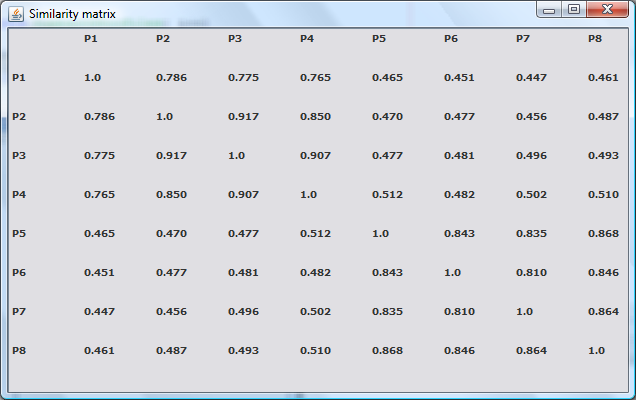 Similarity matrix
P1 P2 P3 P4 P5 P6 P7 P8
P1 1.0 0.786 0.775 0.765 0.465 0.451 0.447 0.461
P2 0.786 1.0 0.917 0.850 0.470 0.477 0.456 0.487
P3 0.775 0.917 1.0 0.907 0.477 0.481 0.496 0.493
P4 0.765 0.850 0.907 1.0 0.512 0.482 0.502 0.510
P5 0.465 0.470 0.477 0.512 1.0 0.843 0.835 0.868
P6 0.451 0.477 0.481 0.482 0.843 1.0 0.810 0.846
P7 0.447 0.456 0.496 0.502 0.835 0.810 1.0 0.864
P8 0.461 0.487 0.493 0.510 0.868 0.846 0.864 1.0